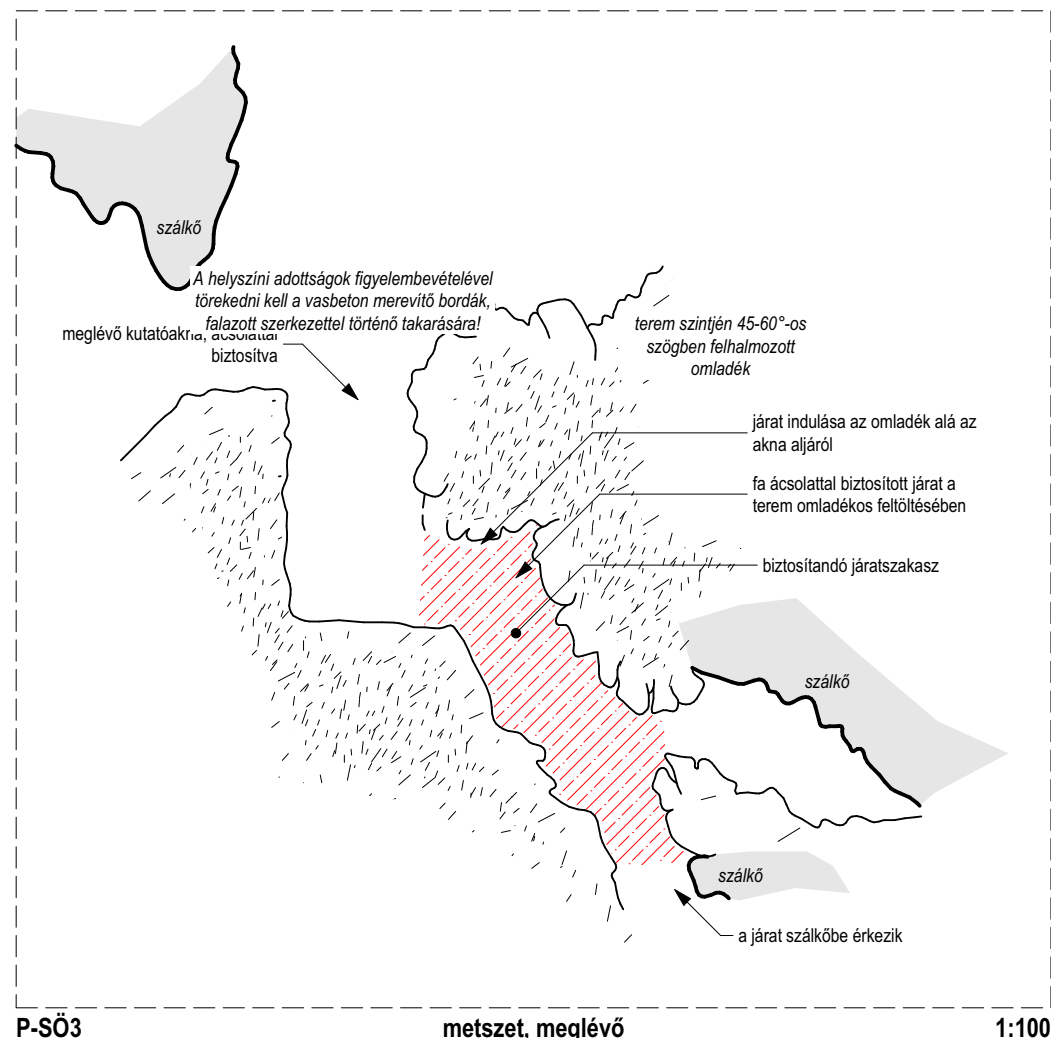 szálkő
A helyszíni adottságok figyelembevételével
törekedni kell a vasbeton merevítő bordák,
falazott szerkezettel történő takarására!
meglévő kutatóakna, ácsolattal
biztosítva
terem szintjén 45-60°-os
szögben felhalmozott
omladék
járat indulása az omladék alá az
akna aljáról
fa ácsolattal biztosított járat a
terem omladékos feltöltésében
biztosítandó járatszakasz
szálkő
szálkő
a járat szálkőbe érkezik
P-SÖ3
metszet, meglévő
1:100